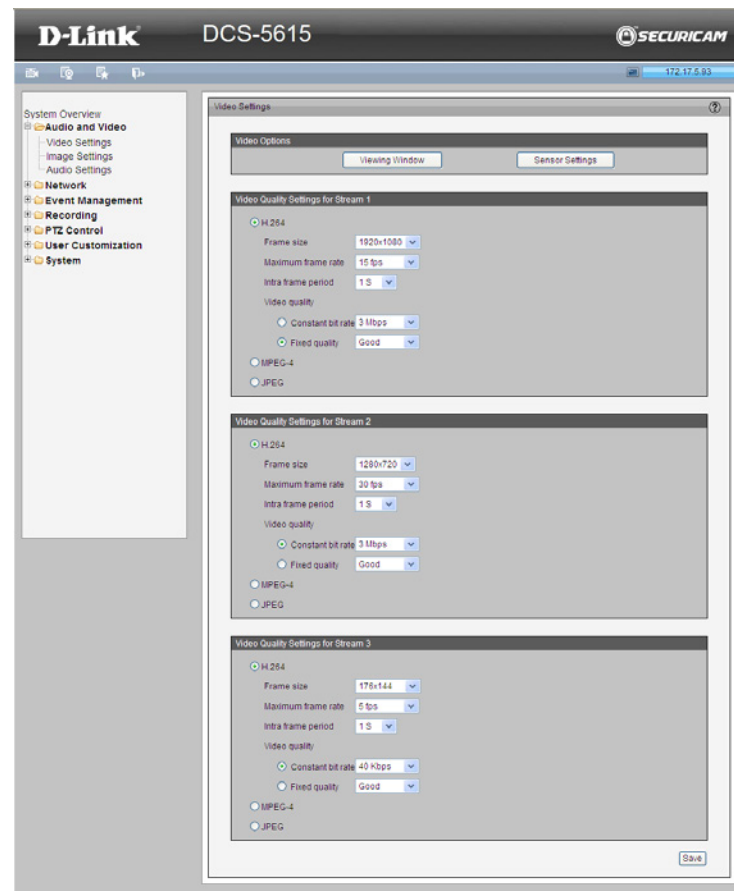 D-Link
DCS-5615
SECURICAM
172.17.5.93
System Overview
Audio and Video
Video Settings
Image Settings
Audio Settings
Network
Event Management
Recording
PTZ Control
User Customization
System
Video Settings
Video Options
Viewing Window Sensor Settings
Video Quality Settings for Stream 1
H.264
Frame size 1920x1080
Maximum frame rate 15 fps
Intra frame period 1 S
Video quality
Constant bit rate 3 Mbps
Fixed quality Good
MPEG-4
JPEG
Video Quality Settings for Stream 2
H.264
Frame size 1280x720
Maximum frame rate 30 fps
Intra frame period 1 S
Video quality
Constant bit rate 3 Mbps
Fixed quality Good
MPEG-4
JPEG
Video Quality Settings for Stream 3
H.264
Frame size 176x144
Maximum frame rate 5 fps
Intra frame period 1 S
Video quality
Constant bit rate 40 Kbps
Fixed quality Good
MPEG-4
JPEG
Save